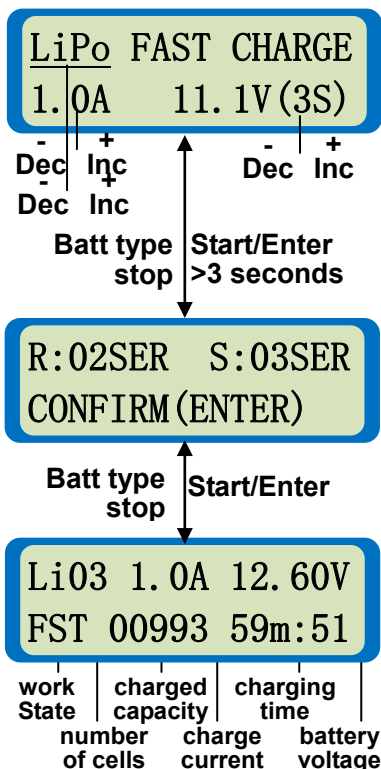 LiPo FAST CHARGE
1.0A 11.1V(3S)
- + - +
Dec Inc Dec Inc
- +
Dec Inc
Batt type Start/Enter
stop >3 seconds
R:02SER S:03SER
CONFIRM(ENTER)
Batt type Start/Enter
stop
Li03 1.0A 12.60V
FST 00993 59m:51
work charged charging
State capacity time
number charge battery
of cells current voltage